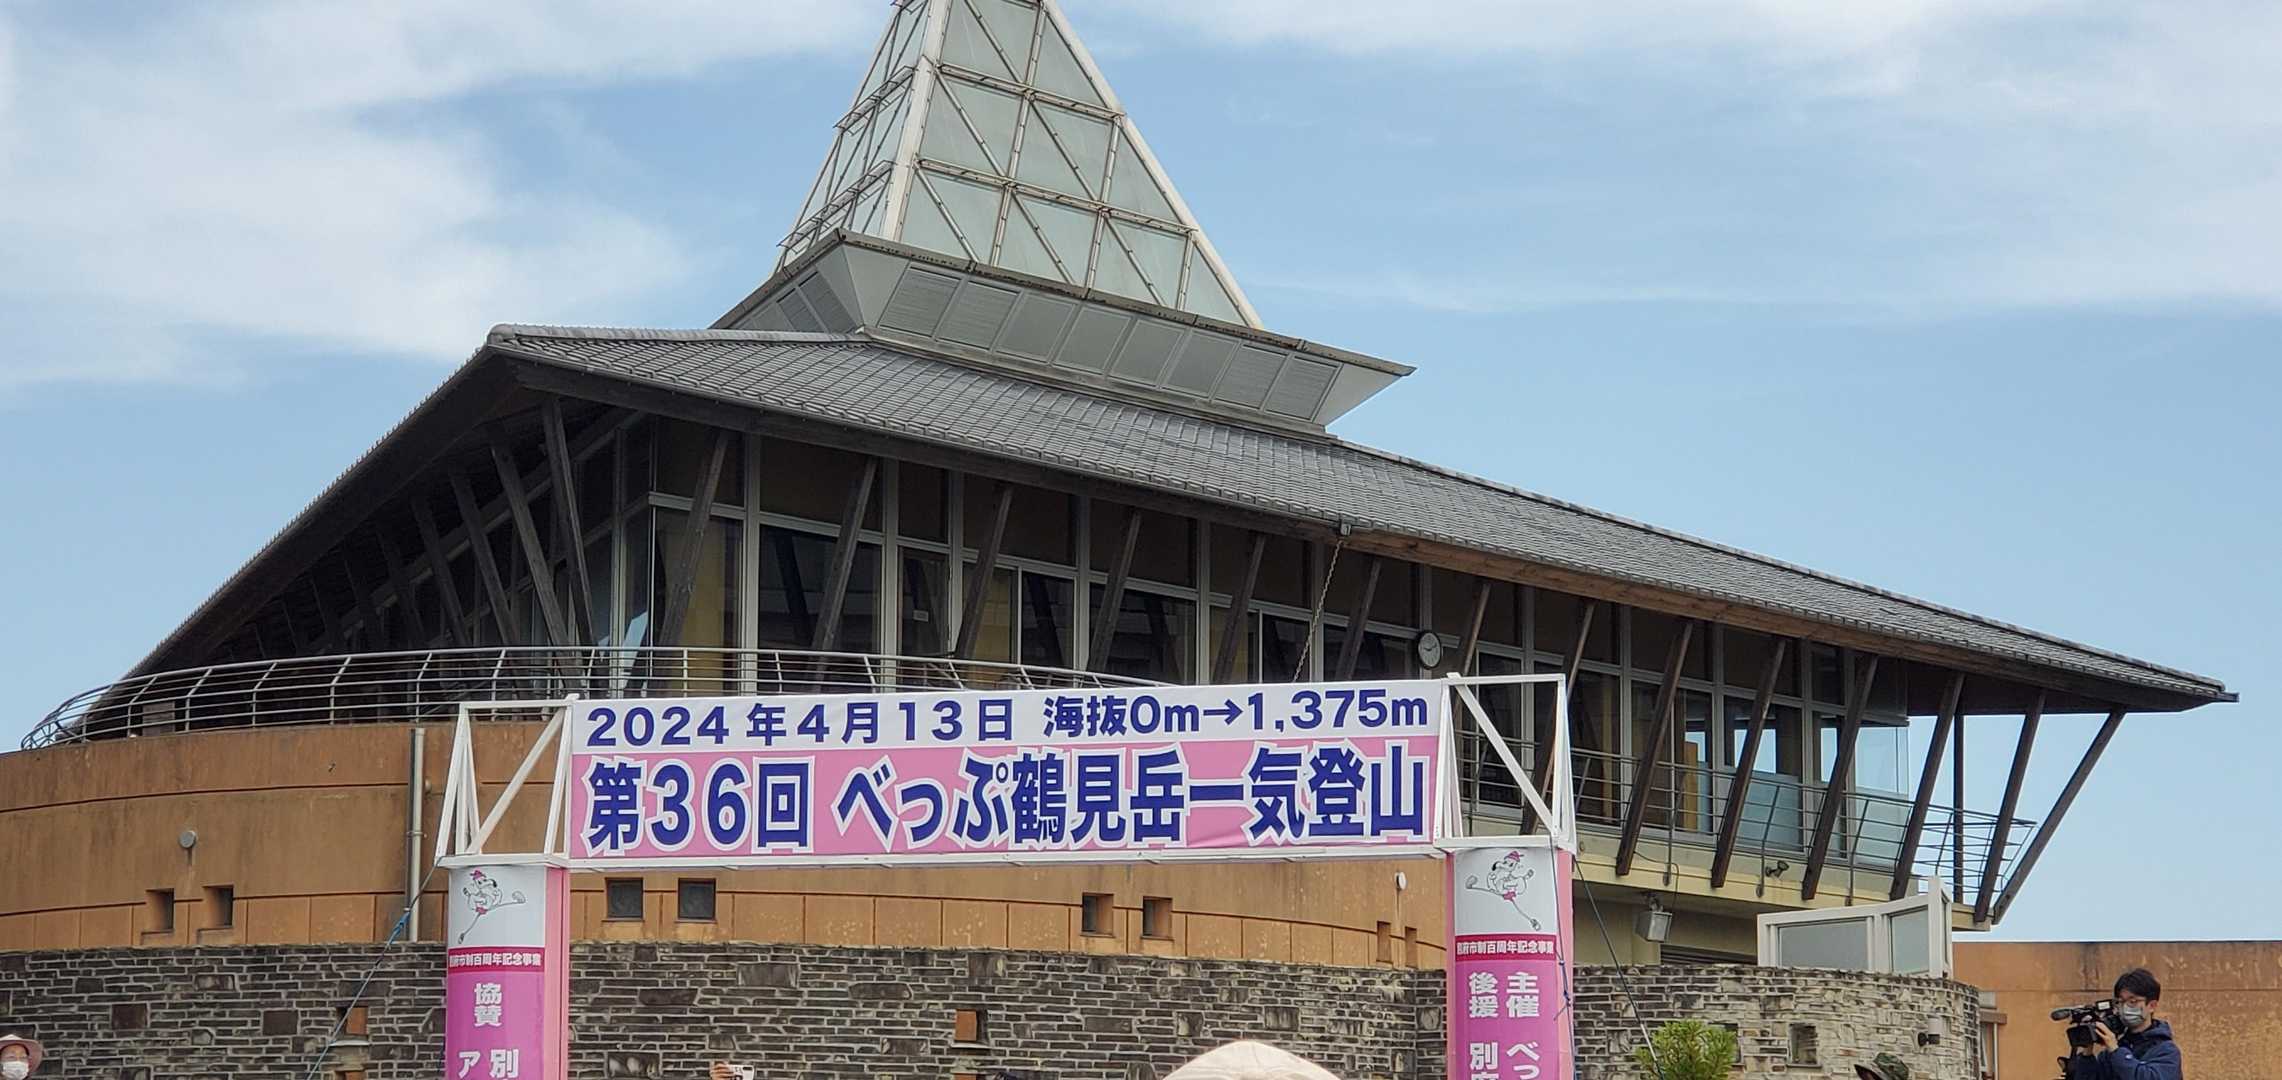 2024年4月13日 海抜0m→1,375m
第36回 べっぷ鶴見岳一気登山
別府市制百周年記念事業
協賛
別
ア
別府市制百周年記念事業
主催 べっ
後援 別府